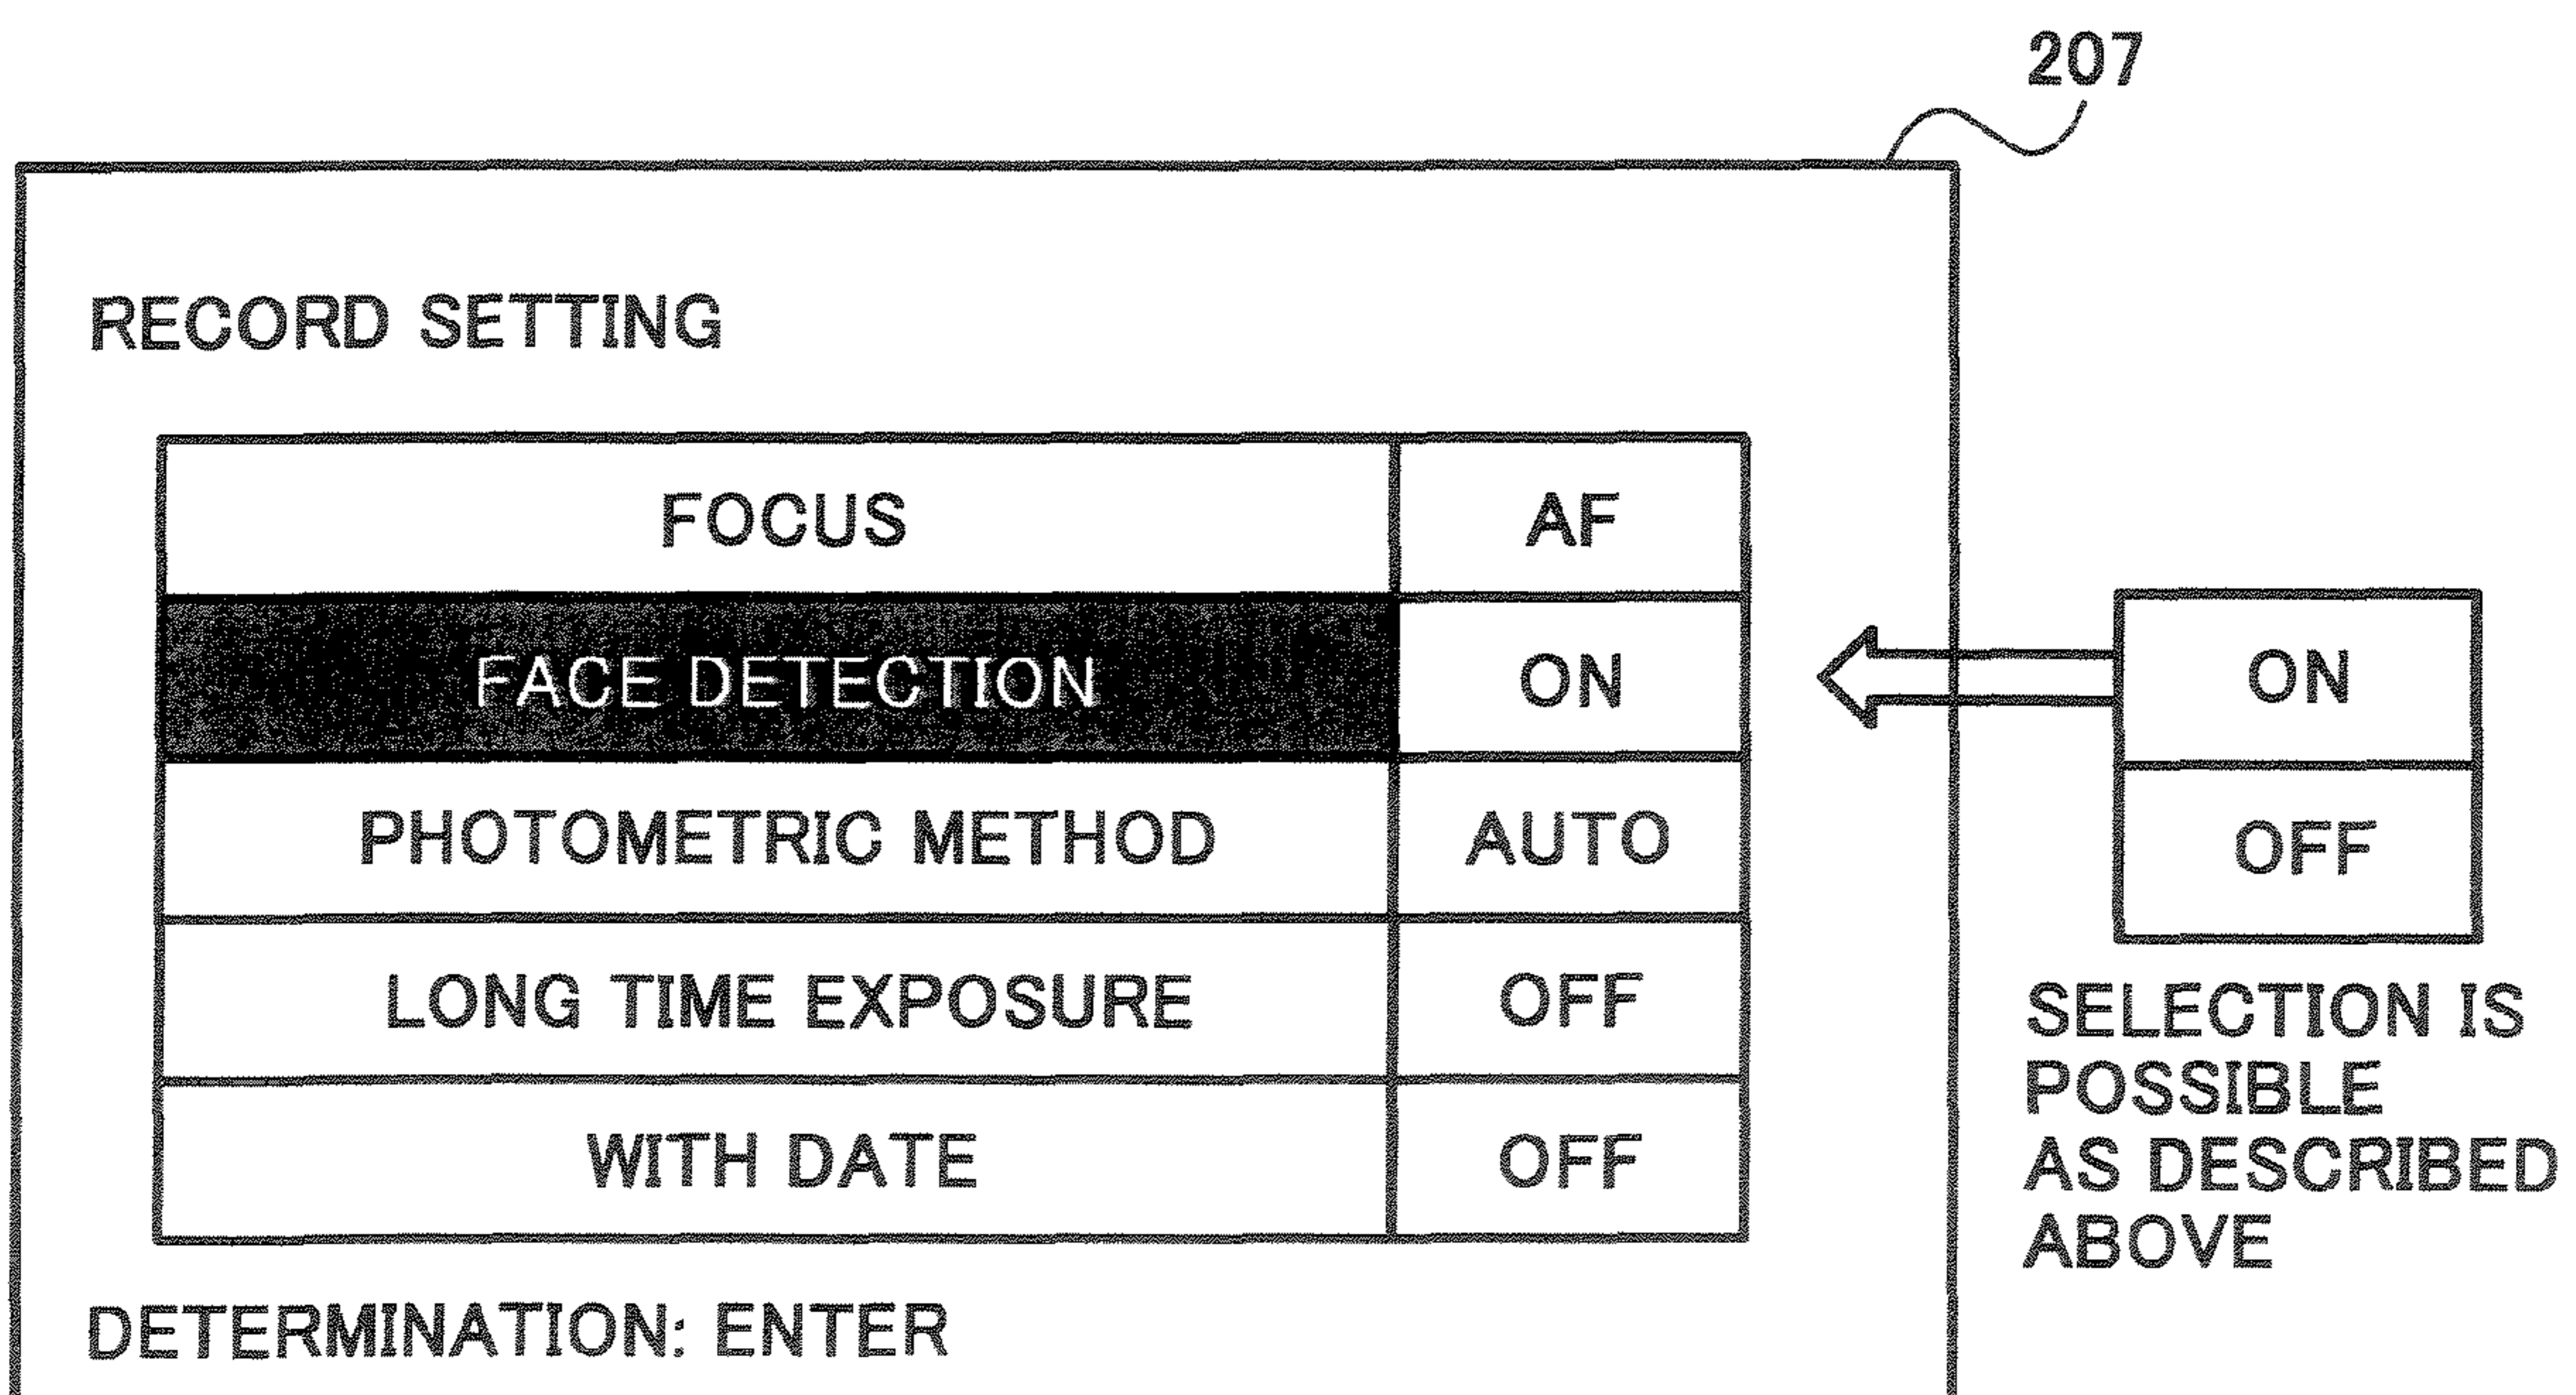 207
RECORD SETTING
FOCUS AF
FACE DETECTION ON
PHOTOMETRIC METHOD AUTO
LONG TIME EXPOSURE OFF
WITH DATE OFF
DETERMINATION: ENTER
ON
OFF
SELECTION IS
POSSIBLE
AS DESCRIBED
ABOVE